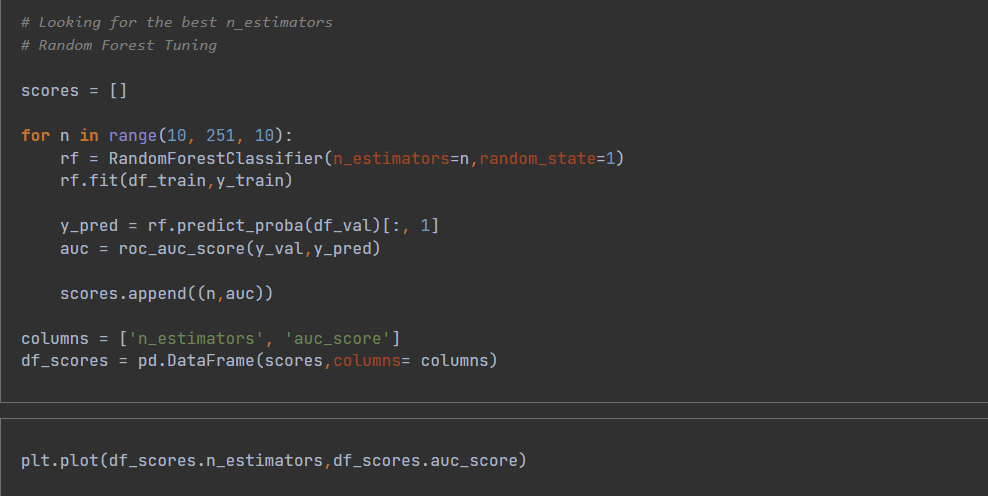 # Looking for the best n_estimators
# Random Forest Tuning
scores = []
for n in range(10, 251, 10):
    rf = RandomForestClassifier(n_estimators=n,random_state=1)
    rf.fit(df_train,y_train)
    y_pred = rf.predict_proba(df_val)[:, 1]
    auc = roc_auc_score(y_val,y_pred)
    scores.append((n,auc))
columns = ['n_estimators', 'auc_score']
df_scores = pd.DataFrame(scores,columns= columns)
plt.plot(df_scores.n_estimators,df_scores.auc_score)